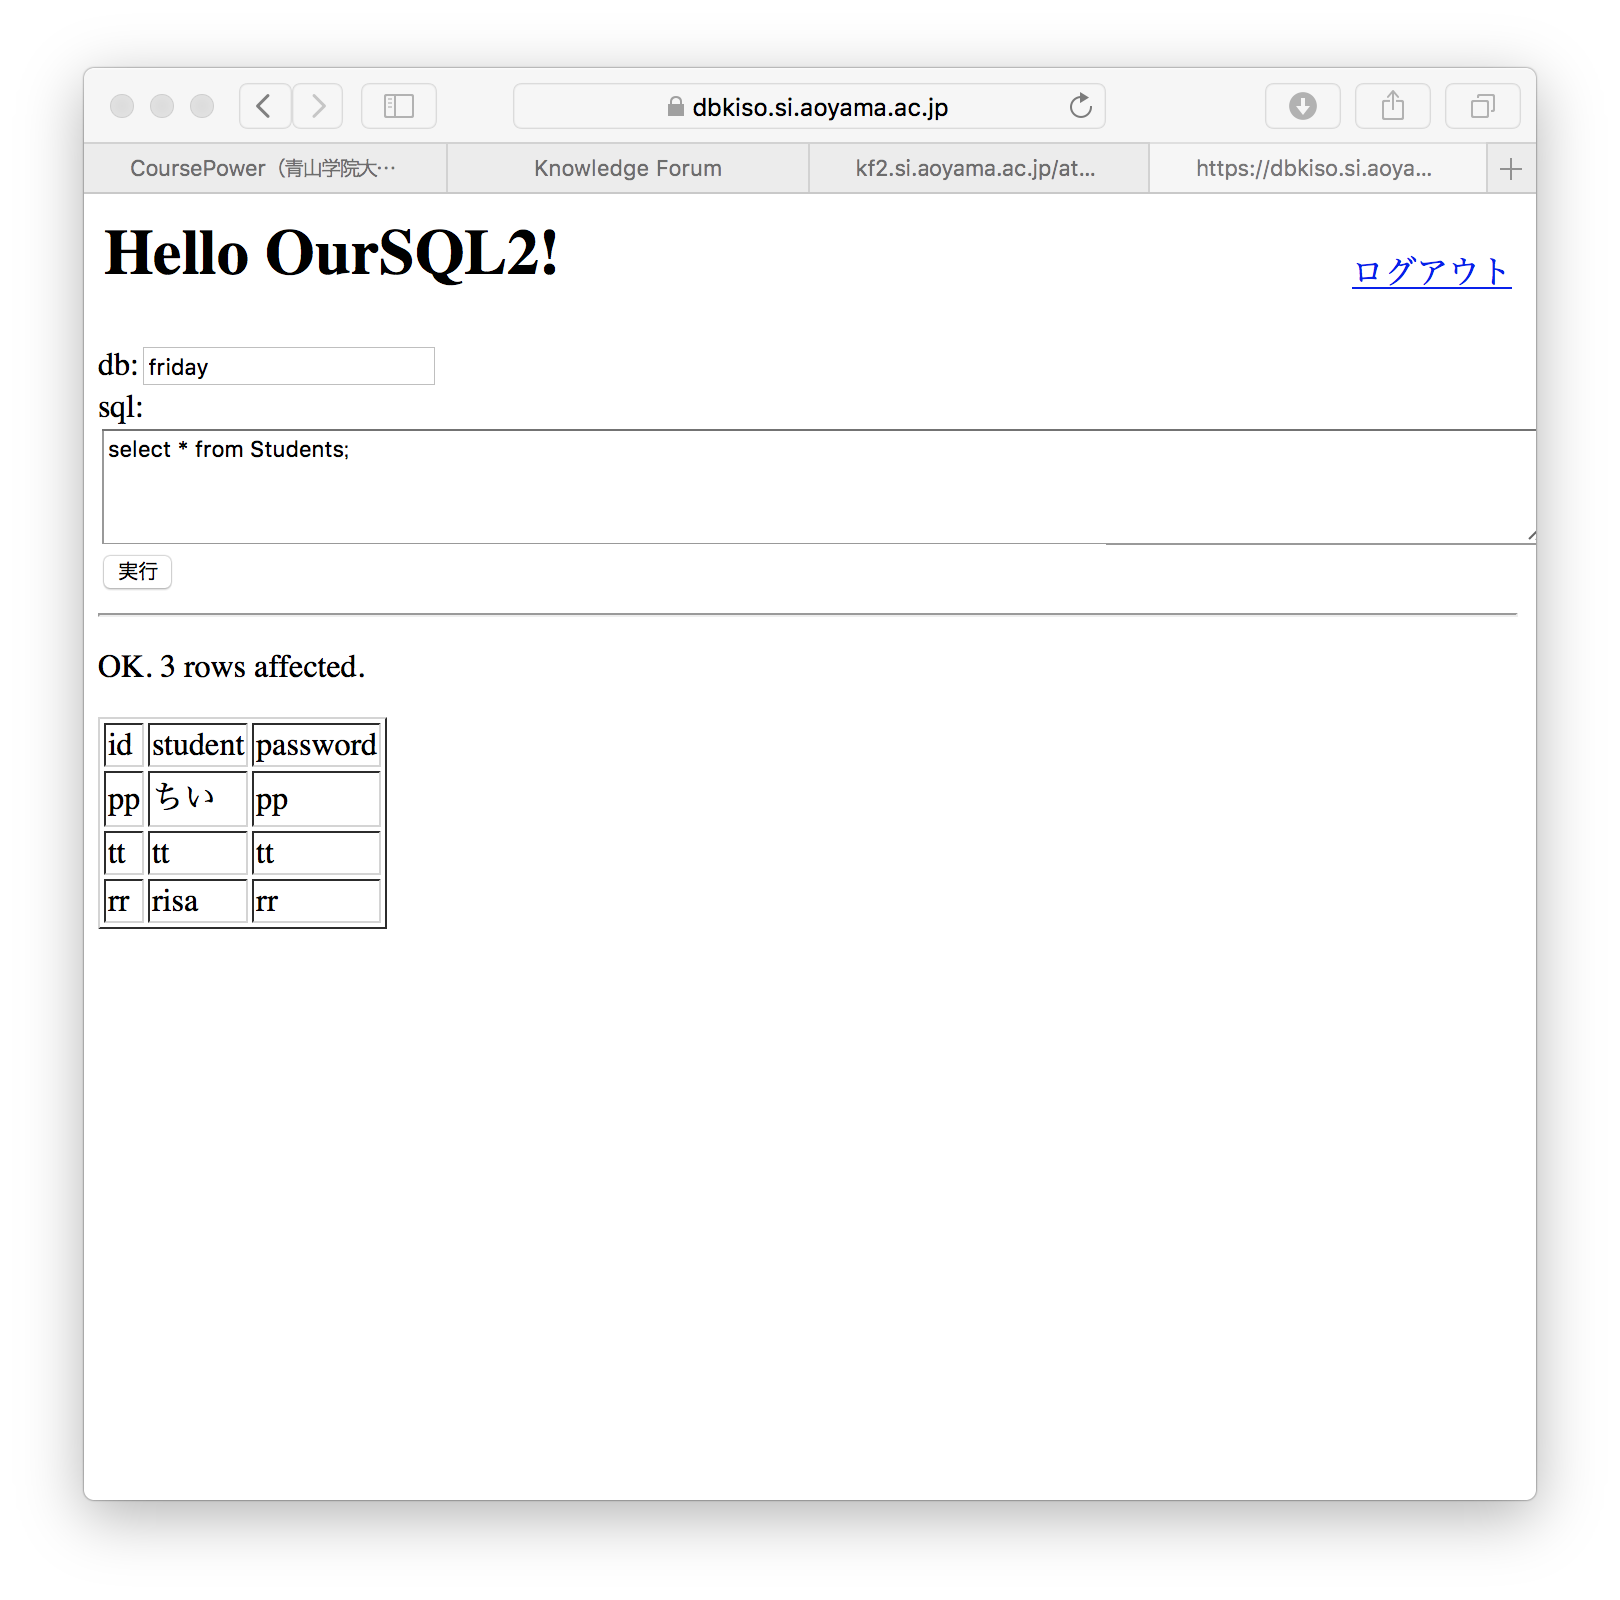 dbkiso.si.aoyama.ac.jp
CoursePower（青山学院大… Knowledge Forum kf2.si.aoyama.ac.jp/at... https://dbkiso.si.aoya...
Hello OurSQL2!
ログアウト
db: friday
sql:
select * from Students;
実行
OK. 3 rows affected.
id student password
pp ちい pp
tt tt tt
rr risa rr